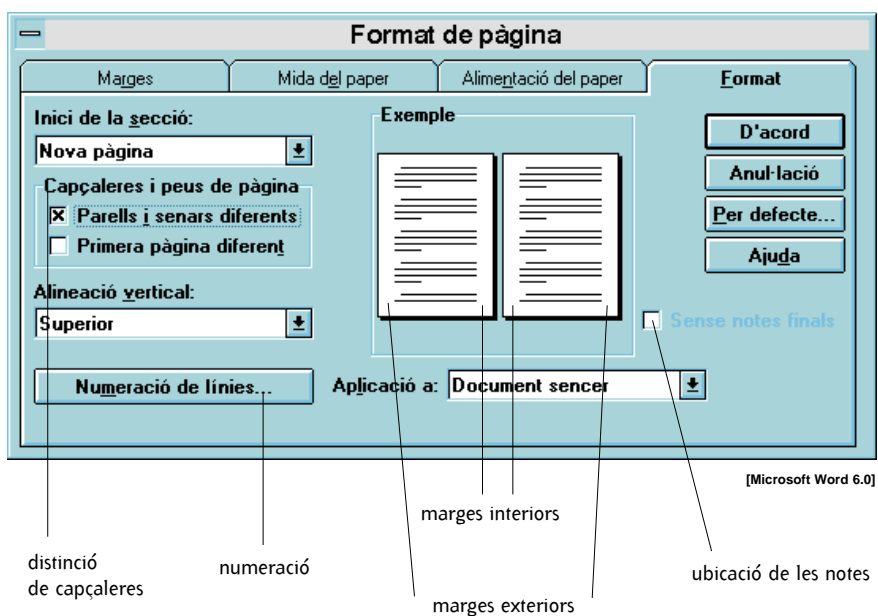 Format de pàgina
Marges
Mida del paper
Alimentació del paper
Format
Inici de la secció:
Nova pàgina
Capçaleres i peus de pàgina
Parells i senars diferents
Primera pàgina diferent
Alineació vertical:
Superior
Numeració de línies...
Exemple
Aplicació a: Document sencer
D'acord
Anul·lació
Per defecte...
Ajuda
Sense notes finals
[Microsoft Word 6.0]
marges interiors
distinció
de capçaleres
numeració
ubicació de les notes
marges exteriors